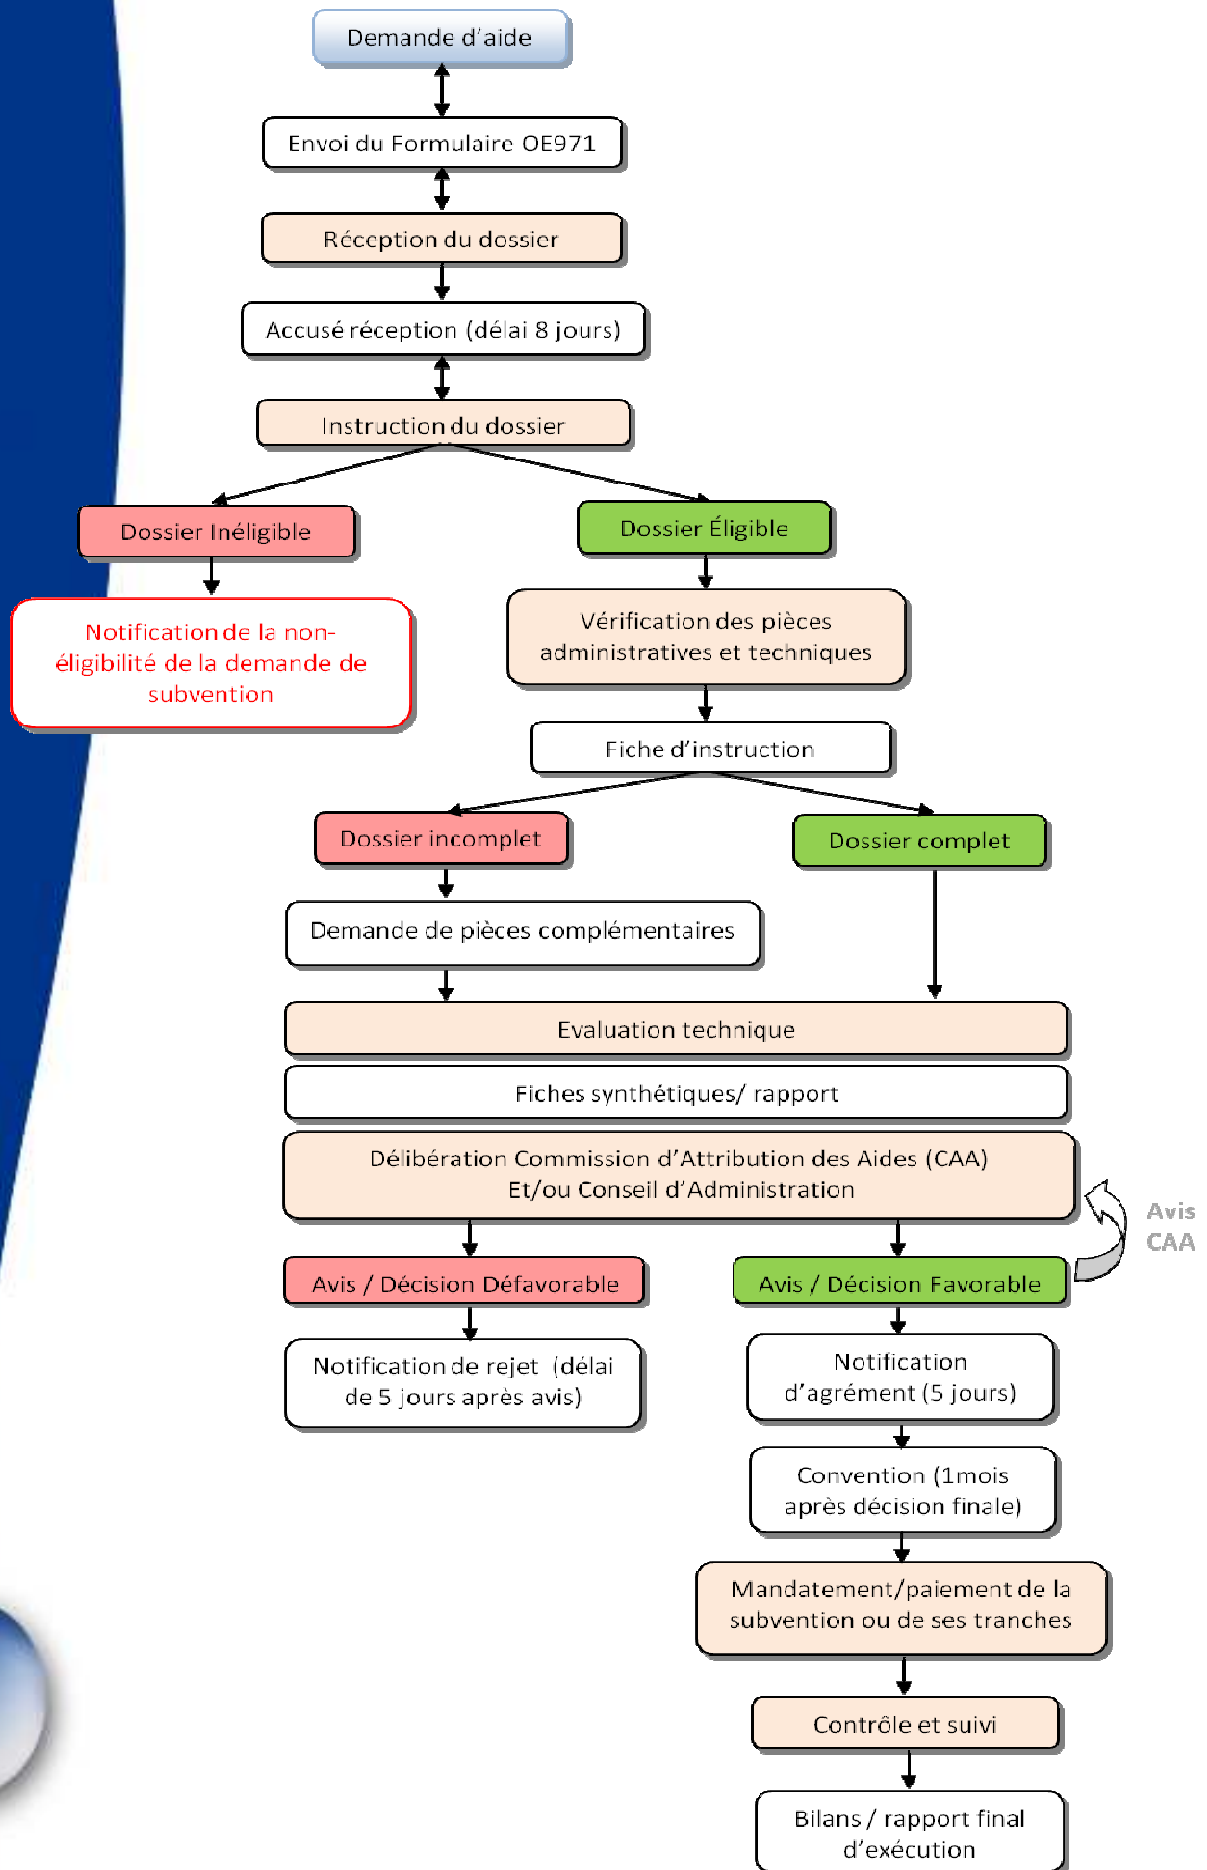 Demande d’aide
Envoi du Formulaire OE971
Réception du dossier
Accusé réception (délai 8 jours)
Instruction du dossier
Dossier Inéligible
Dossier Éligible
Notification de la non-
éligibilité de la demande de
subvention
Vérification des pièces
administratives et techniques
Fiche d’instruction
Dossier incomplet
Dossier complet
Demande de pièces complémentaires
Evaluation technique
Fiches synthétiques/ rapport
Délibération Commission d’Attribution des Aides (CAA)
Et/ou Conseil d’Administration
Avis
CAA
Avis / Décision Défavorable
Avis / Décision Favorable
Notification de rejet (délai
de 5 jours après avis)
Notification
d’agrément (5 jours)
Convention (1mois
après décision finale)
Mandatement/paiement de la
subvention ou de ses tranches
Contrôle et suivi
Bilans / rapport final
d’exécution